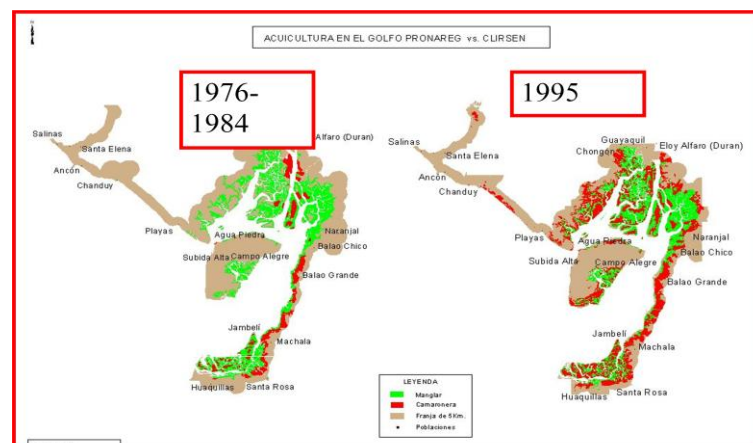 ACUICULTURA EN EL GOLFO PRONAREG vs. CLIRSEN
1976-
1984
Alfaro (Duran)
Salinas
Santa Elena
Ancón
Chanduy
Playas
Agua Piedra
Subida Alta
Campo Alegre
Naranjal
Balao Chico
Balao Grande
Jambelí
Machala
Huaquillas
Santa Rosa
1995
Guayaquil
Chongón
Eloy Alfaro (Duran)
Salinas
Santa Elena
Ancón
Chanduy
Playas
Agua Piedra
Subida Alta
Campo Alegre
Naranjal
Balao Chico
Balao Grande
Jambelí
Machala
Huaquillas
Santa Rosa
LEYENDA
Manglar
Camaronera
Franja de 5Km.
Poblaciones